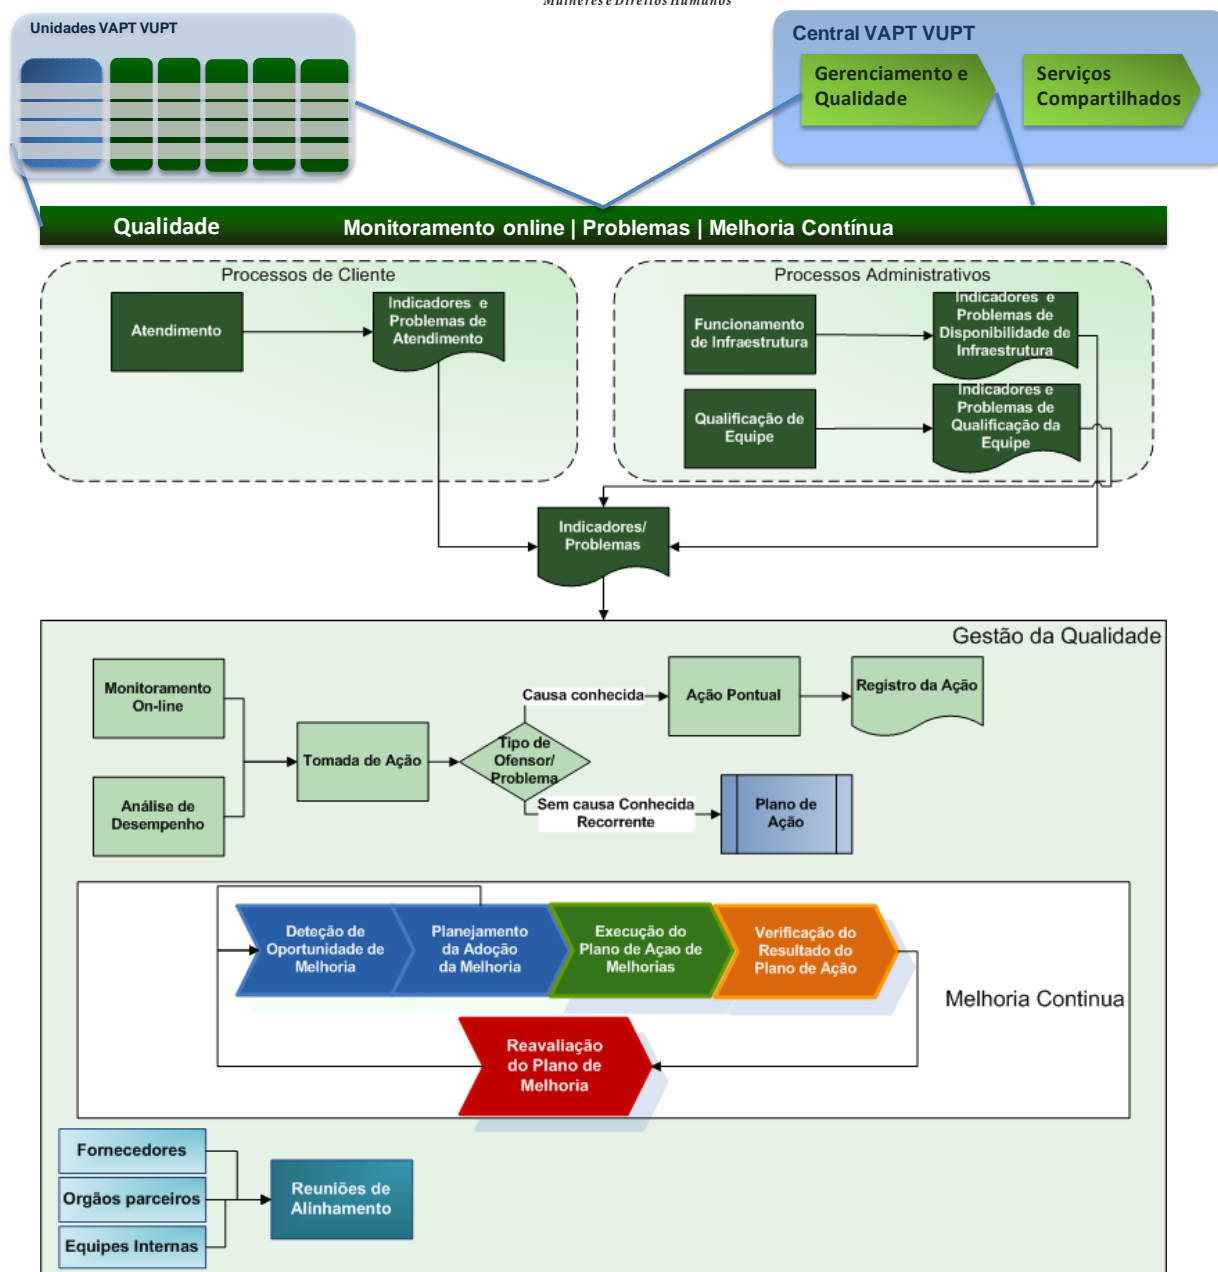 Mulheres e Direitos Humanos
Unidades VAPT VUPT
Central VAPT VUPT
Gerenciamento e
Qualidade
Serviços
Compartilhados
Qualidade
Monitoramento online | Problemas | Melhoria Contínua
Processos de Cliente
Atendimento
Indicadores e
Problemas de
Atendimento
Processos Administrativos
Funcionamento
de Infraestrutura
Indicadores e
Problemas de
Disponibilidade de
Infraestrutura
Qualificação de
Equipe
Indicadores e
Problemas de
Qualificação da
Equipe
Indicadores/
Problemas
Gestão da Qualidade
Monitoramento
On-line
Análise de
Desempenho
Tomada de Ação
Tipo de
Ofensor/
Problema
Causa conhecida
Ação Pontual
Registro da Ação
Sem causa Conhecida
Recorrente
Plano de
Ação
Deteção de
Oportunidade de
Melhoria
Planejamento
da Adoção
da Melhoria
Execução do
Plano de Açao de
Melhorias
Verificação do
Resultado do
Plano de Ação
Melhoria Continua
Reavaliação
do Plano de
Melhoria
Fornecedores
Orgãos parceiros
Equipes Internas
Reuniões de
Alinhamento